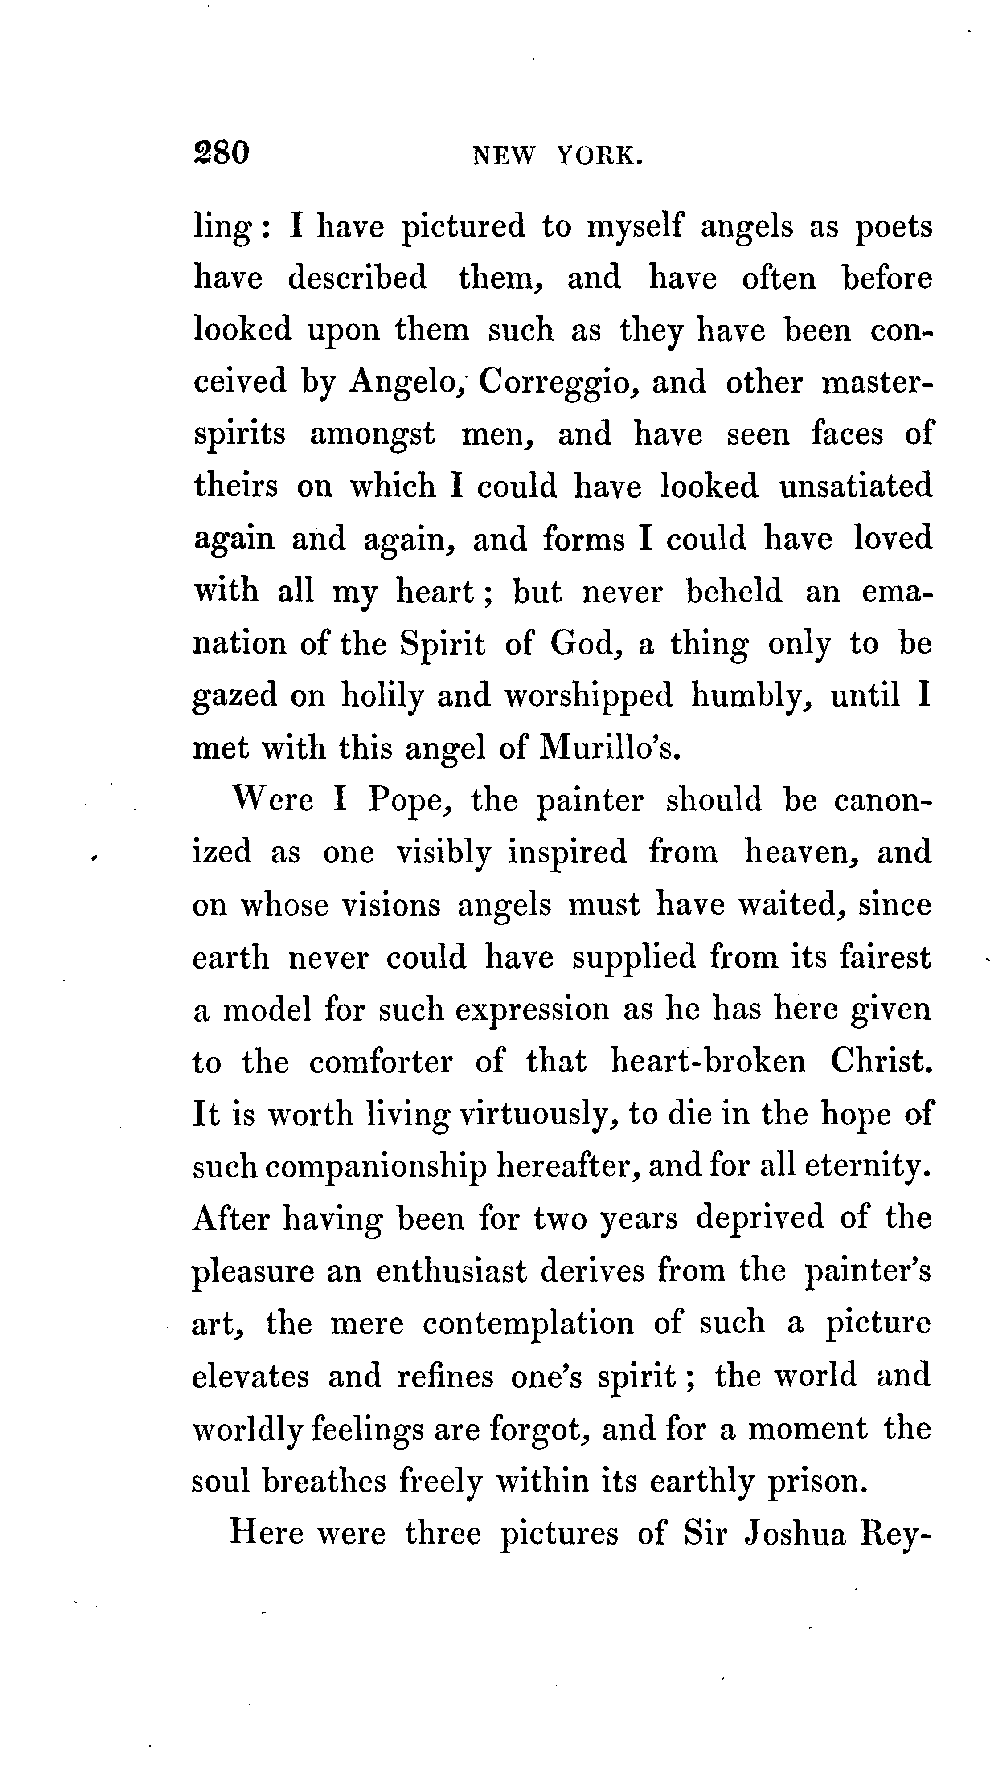 280 NEW YORK.
ling : I have pictured to myself angels as poets
have described them, and have often before
looked upon them such as they have been con-
ceived by Angelo, Correggio, and other master-
spirits amongst men, and have seen faces of
theirs on which I could have looked unsatiated
again and again, and forms I could have loved
with all my heart ; but never beheld an ema-
nation of the Spirit of God, a thing only to be
gazed on holily and worshipped humbly, until I
met with this angel of Murillo's.
Were I Pope, the painter should be canon-
ized as one visibly inspired from heaven, and
on whose visions angels must have waited, since
earth never could have supplied from its fairest
a model for such expression as he has here given
to the comforter of that heart-broken Christ.
It is worth living virtuously, to die in the hope of
such companionship hereafter, and for all eternity.
After having been for two years deprived of the
pleasure an enthusiast derives from the painter's
art, the mere contemplation of such a picture
elevates and refines one's spirit ; the world and
worldly feelings are forgot, and for a moment the
soul breathes freely within its earthly prison.
Here were three pictures of Sir Joshua Rey-